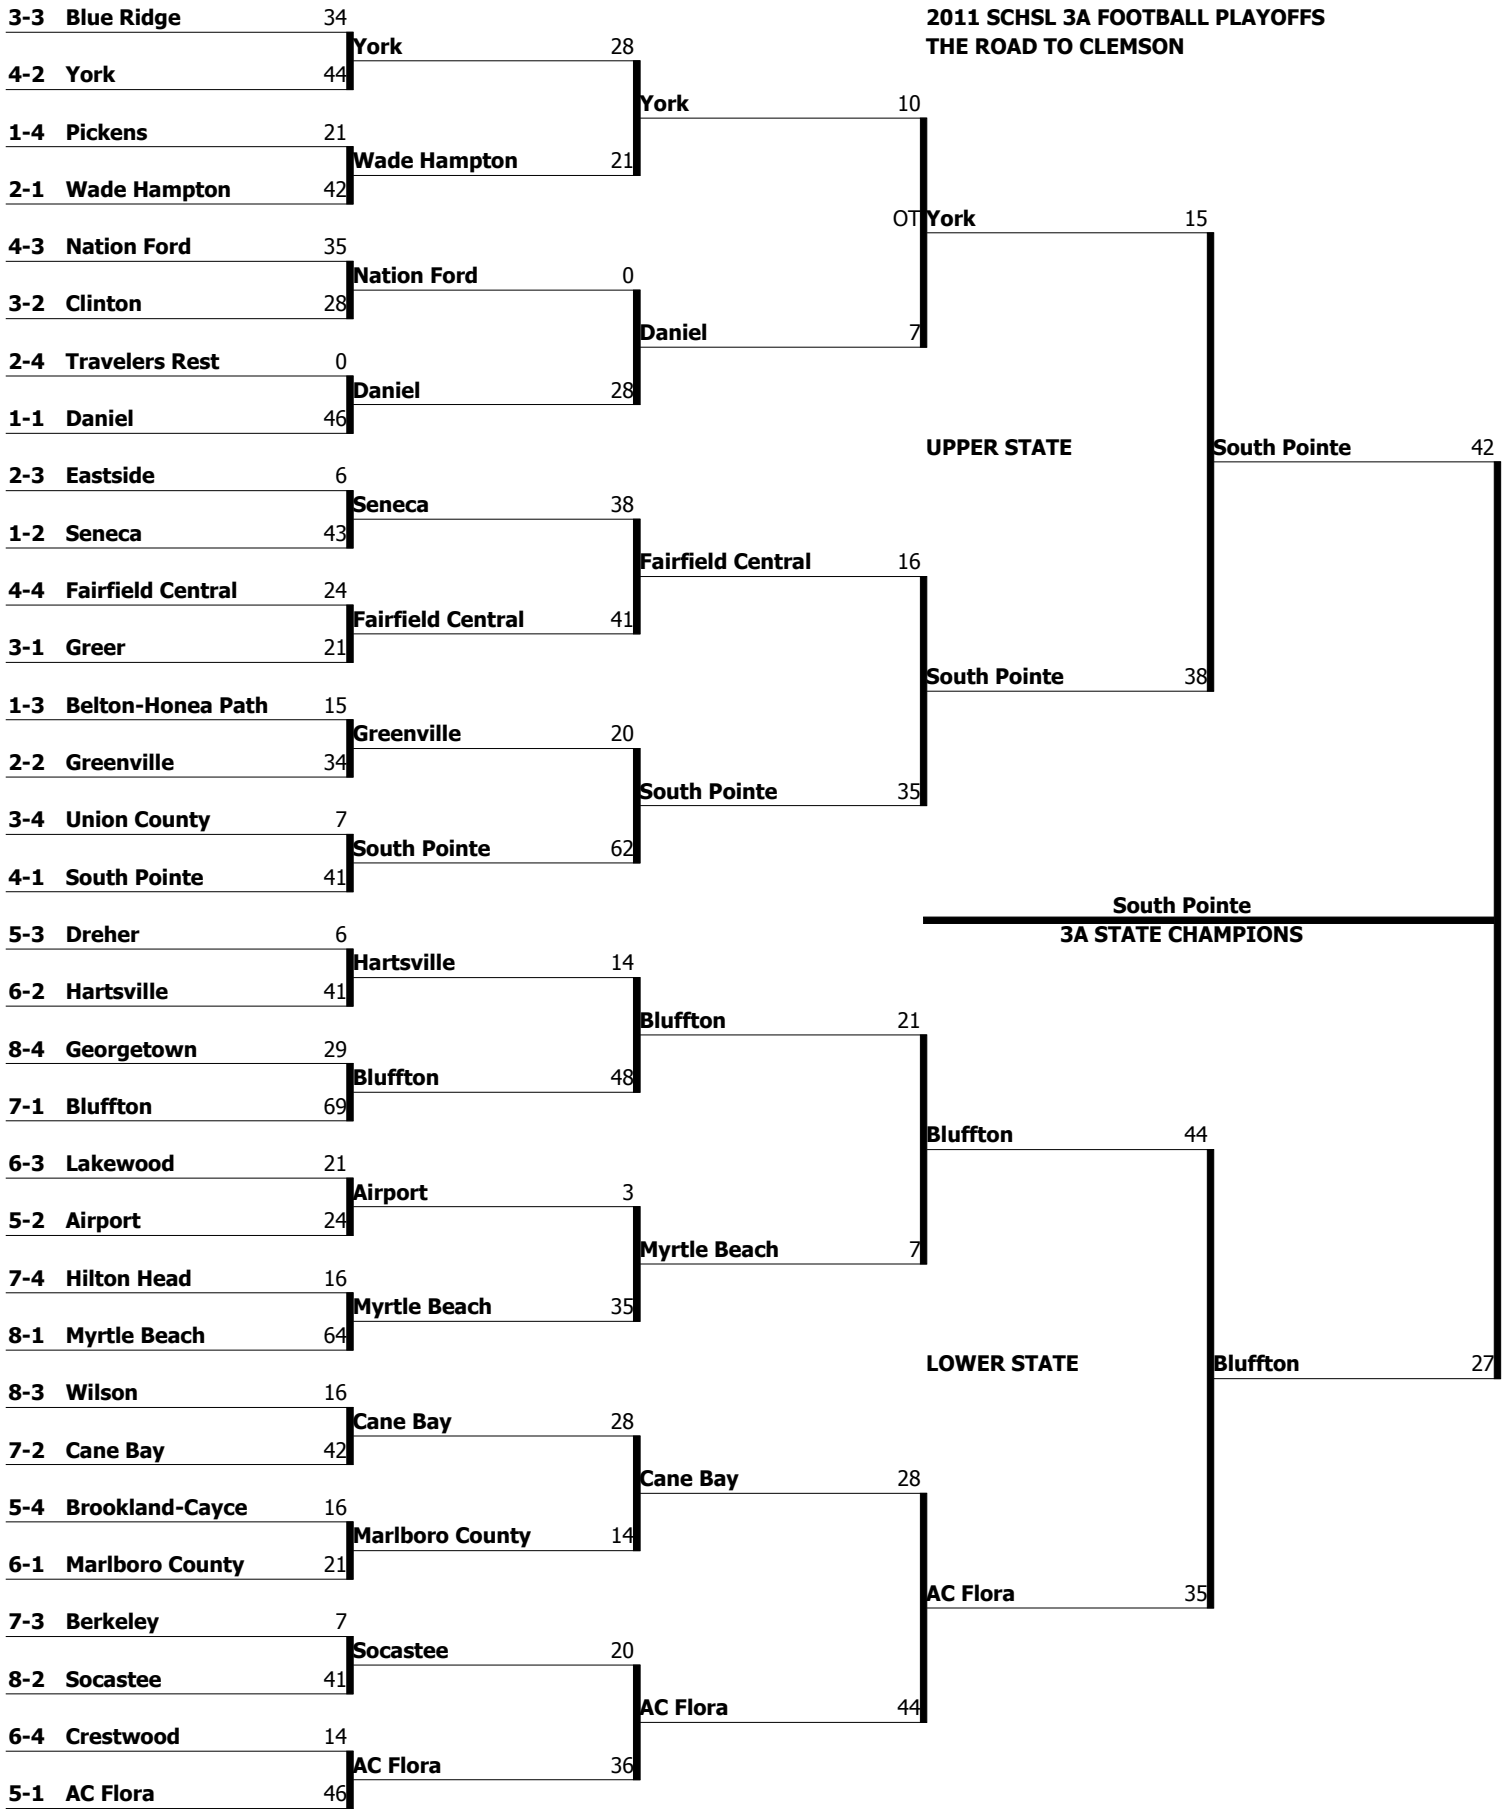 2011 SCHSL 3A FOOTBALL PLAYOFFS
THE ROAD TO CLEMSON
3-3 Blue Ridge 34
4-2 York 44
1-4 Pickens 21
2-1 Wade Hampton 42
4-3 Nation Ford 35
3-2 Clinton 28
2-4 Travelers Rest 0
1-1 Daniel 46
2-3 Eastside 6
1-2 Seneca 43
4-4 Fairfield Central 24
3-1 Greer 21
1-3 Belton-Honea Path 15
2-2 Greenville 34
3-4 Union County 7
4-1 South Pointe 41
5-3 Dreher 6
6-2 Hartsville 41
8-4 Georgetown 29
7-1 Bluffton 69
6-3 Lakewood 21
5-2 Airport 24
7-4 Hilton Head 16
8-1 Myrtle Beach 64
8-3 Wilson 16
7-2 Cane Bay 42
5-4 Brookland-Cayce 16
6-1 Marlboro County 21
7-3 Berkeley 7
8-2 Socastee 41
6-4 Crestwood 14
5-1 AC Flora 46
York 28
Wade Hampton 21
Nation Ford 0
Daniel 28
Seneca 38
Fairfield Central 41
Greenville 20
South Pointe 62
Hartsville 14
Bluffton 48
Airport 3
Myrtle Beach 35
Cane Bay 28
Marlboro County 14
Socastee 20
AC Flora 36
York 10
Daniel 7
Fairfield Central 16
South Pointe 35
Bluffton 21
Myrtle Beach 7
Cane Bay 28
AC Flora 44
OT York 15
UPPER STATE
South Pointe 38
Bluffton 44
LOWER STATE
AC Flora 35
South Pointe 42
Bluffton 27
South Pointe
3A STATE CHAMPIONS